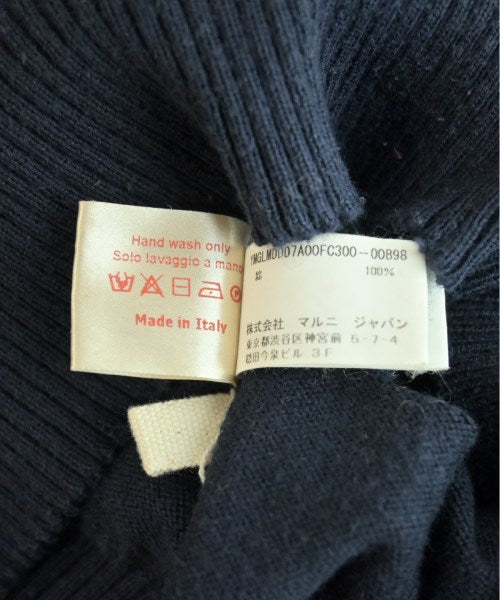 Hand wash only
Solo lavaggio a mano
Made in Italy
YMGLMDDD7A00FC300--00B98
綿 100%
株式会社 マルニ ジャパン
東京都渋谷区神宮前 5-7-4
穏田今泉ビル 3F